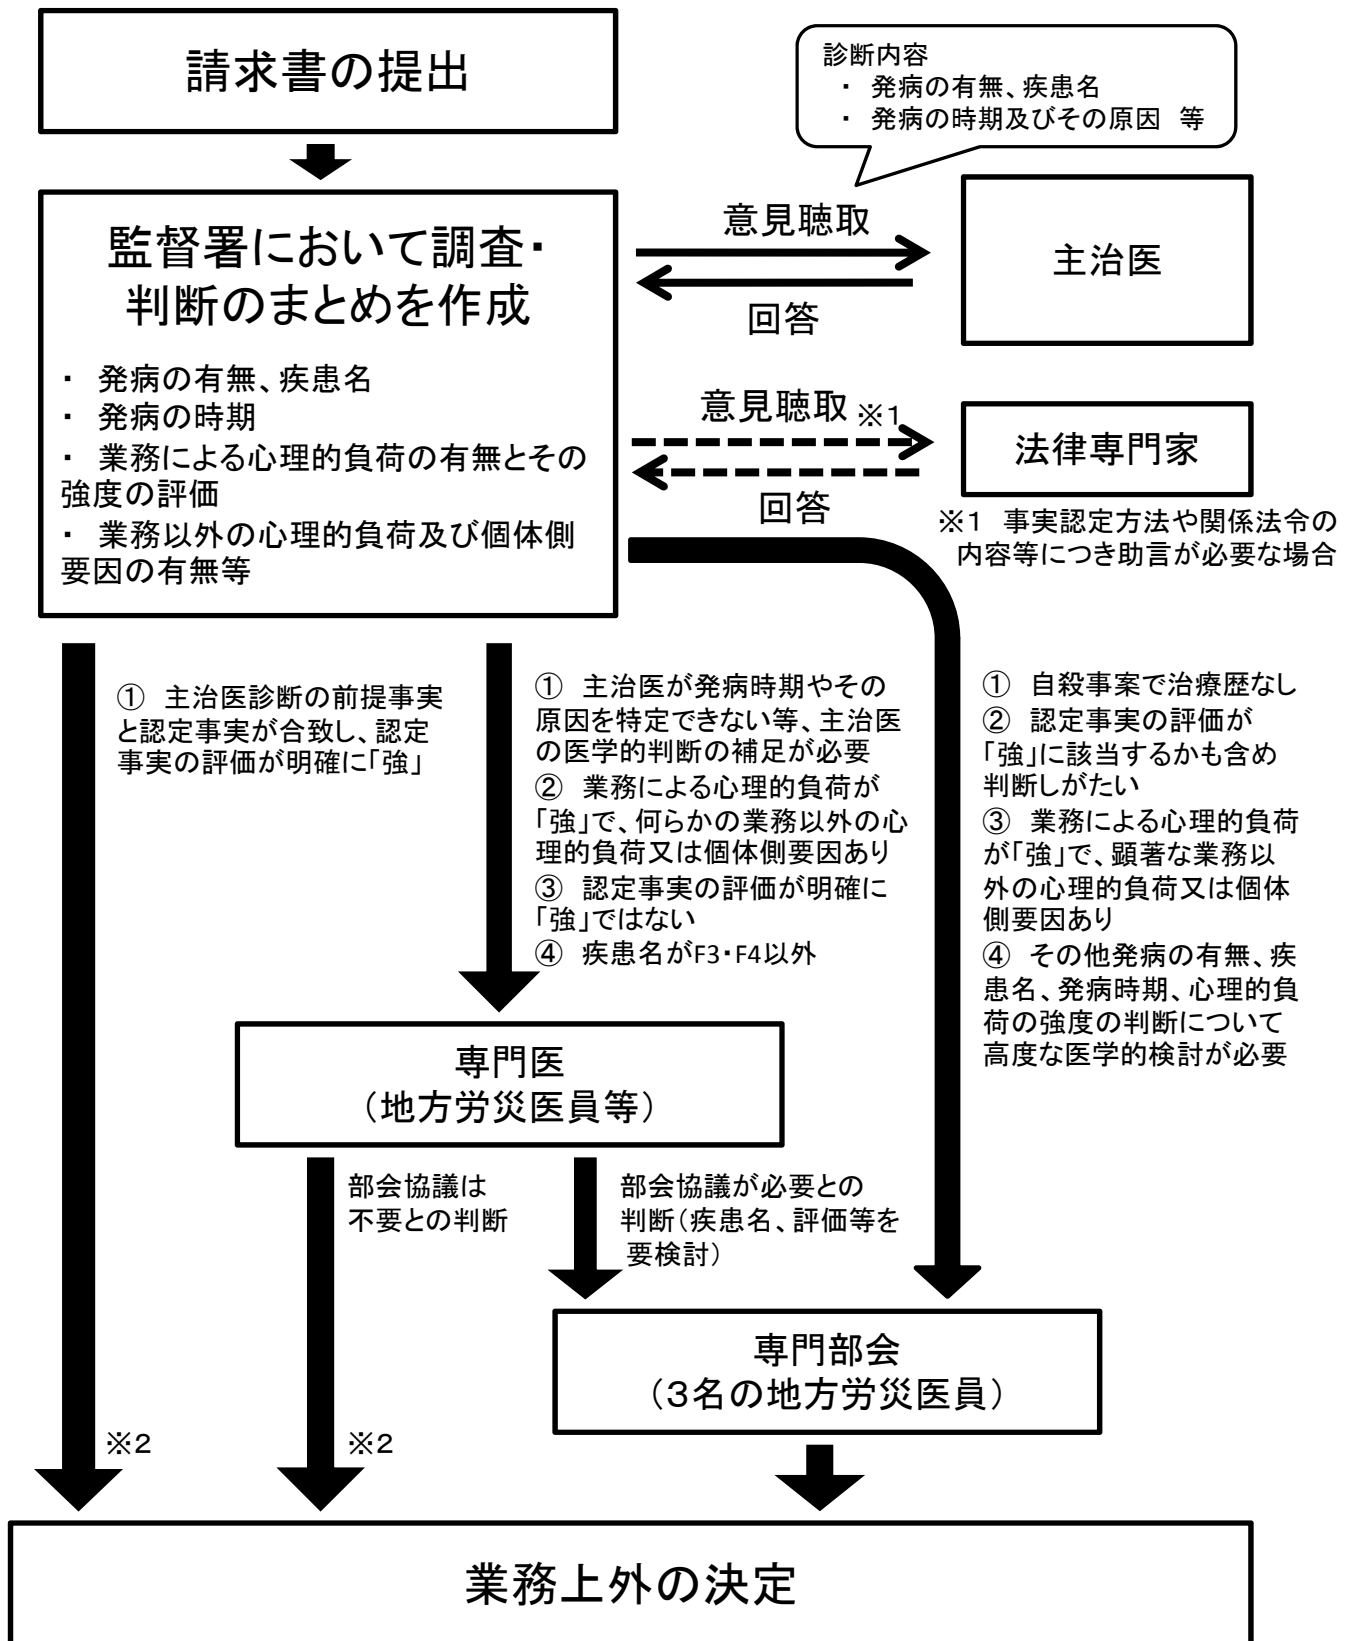 請求書の提出
診断内容
・ 発病の有無、疾患名
・ 発病の時期及びその原因 等
監督署において調査・
判断のまとめを作成
・ 発病の有無、疾患名
・ 発病の時期
・ 業務による心理的負荷の有無とその
強度の評価
・ 業務以外の心理的負荷及び個体側
要因の有無等
意見聴取
回答
主治医
意見聴取 ※1
回答
法律専門家
※1 事実認定方法や関係法令の
内容等につき助言が必要な場合
① 主治医診断の前提事実
と認定事実が合致し、認定
事実の評価が明確に「強」
① 主治医が発病時期やその
原因を特定できない等、主治医
の医学的判断の補足が必要
② 業務による心理的負荷が
「強」で、何らかの業務以外の心
理的負荷又は個体側要因あり
③ 認定事実の評価が明確に
「強」ではない
④ 疾患名がF3・F4以外
① 自殺事案で治療歴なし
② 認定事実の評価が
「強」に該当するかも含め
判断しがたい
③ 業務による心理的負荷
が「強」で、顕著な業務以
外の心理的負荷又は個体
側要因あり
④ その他発病の有無、疾
患名、発病時期、心理的負
荷の強度の判断について
高度な医学的検討が必要
専門医
(地方労災医員等)
部会協議は
不要との判断
部会協議が必要との
判断(疾患名、評価等を
要検討)
専門部会
(3名の地方労災医員)
※2
※2
業務上外の決定